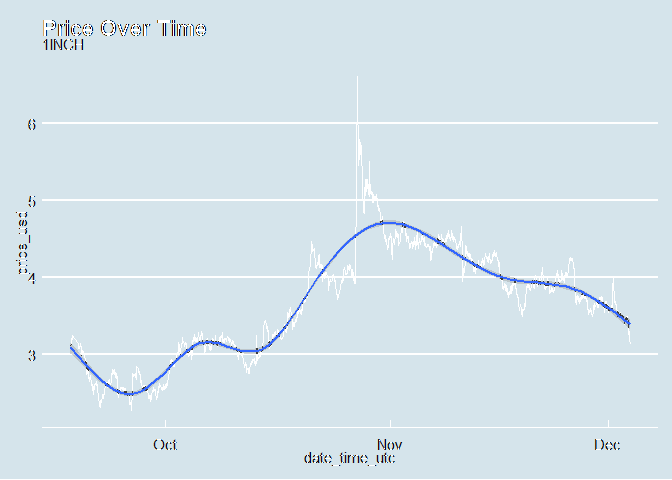 Price Over Time
1INCH
6
5
4
3
price_usd
Oct Nov Dec
date_time_utc